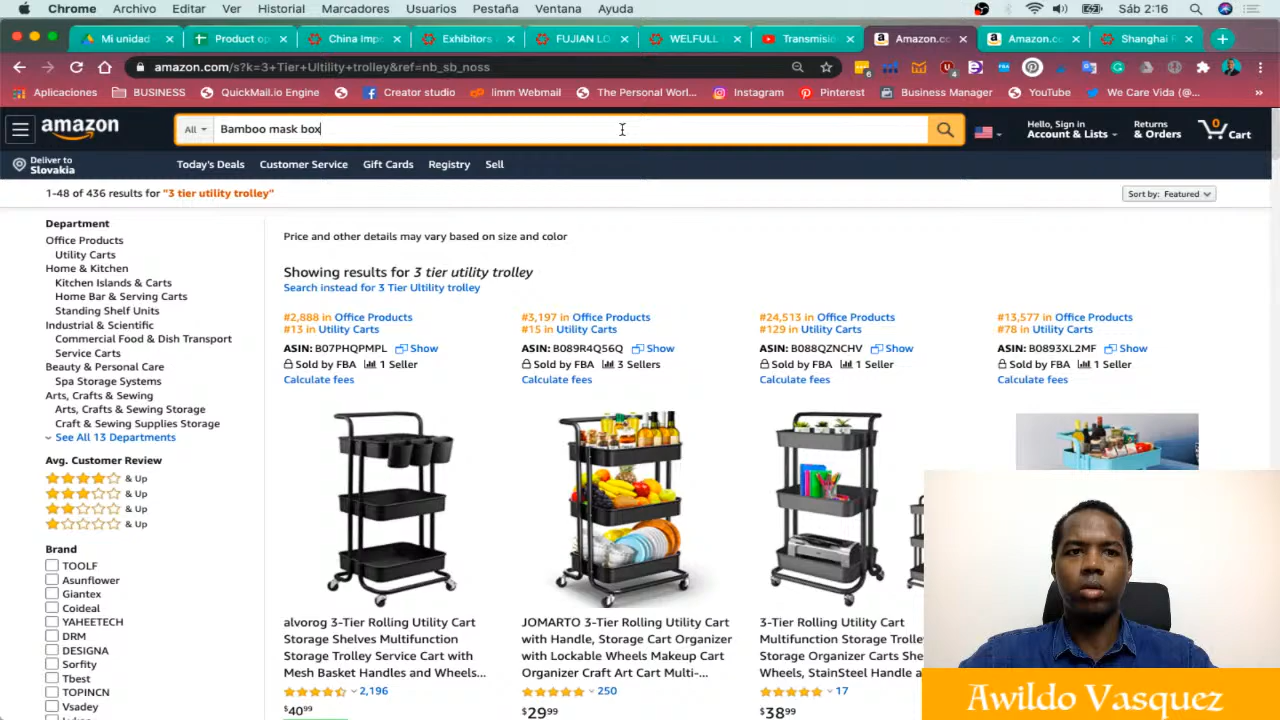 Chrome Archivo Editar Ver Historial Marcadores Usuarios Pestaña Ventana Ayuda
Sáb 2:16
Mi unidad
Product op
China Impo
Exhibitors
FUJIAN LO
WELFULL
Transmisio
Amazon.co
Amazon.co
Shanghai
amazon.com/s?k=3+Tier+Ultility+trolley&ref=nb_sb_noss
Aplicaciones BUSINESS QuickMail.io Engine Creator studio Iimm Webmail The Personal Worl... Instagram Pinterest Business Manager YouTube We Care Vida (@... »
amazon
All
Bamboo mask box
Hello, Sign in
Account & Lists
Returns
& Orders
0
Cart
Deliver to
Slovakia
Today's Deals Customer Service Gift Cards Registry Sell
1-48 of 436 results for "3 tier utility trolley"
Sort by: Featured
Department
Office Products
Utility Carts
Home & Kitchen
Kitchen Islands & Carts
Home Bar & Serving Carts
Standing Shelf Units
Industrial & Scientific
Commercial Food & Dish Transport
Service Carts
Beauty & Personal Care
Spa Storage Systems
Arts, Crafts & Sewing
Arts, Crafts & Sewing Storage
Craft & Sewing Supplies Storage
See All 13 Departments
Avg. Customer Review
& Up
& Up
& Up
& Up
Brand
TOOLF
Asunflower
Giantex
Coideal
YAHEETECH
DRM
DESIGNA
Sorfity
Tbest
TOPINCN
Vsadey
Price and other details may vary based on size and color
Showing results for 3 tier utility trolley
Search instead for 3 Tier Ultility trolley
#2,888 in Office Products
#13 in Utility Carts
ASIN: B07PHQPMPL Show
Sold by FBA 1 Seller
Calculate fees
alvorog 3-Tier Rolling Utility Cart
Storage Shelves Multifunction
Storage Trolley Service Cart with
Mesh Basket Handles and Wheels...
2,196
$40⁹⁹
#3,197 in Office Products
#15 in Utility Carts
ASIN: B089R4Q56Q Show
Sold by FBA 3 Sellers
Calculate fees
JOMARTO 3-Tier Rolling Utility Cart
with Handle, Storage Cart Organizer
with Lockable Wheels Makeup Cart
Organizer Craft Art Cart Multi-...
250
$29⁹⁹
#24,513 in Office Products
#129 in Utility Carts
ASIN: B088QZNCHV Show
Sold by FBA 1 Seller
Calculate fees
3-Tier Rolling Utility Cart
Multifunction Storage Trolle
Storage Organizer Carts She
Wheels, StainSteel Handle a
17
$38⁹⁹
#13,577 in Office Products
#78 in Utility Carts
ASIN: B0893XL2MF Show
Sold by FBA 1 Seller
Calculate fees
Awildo Vasquez